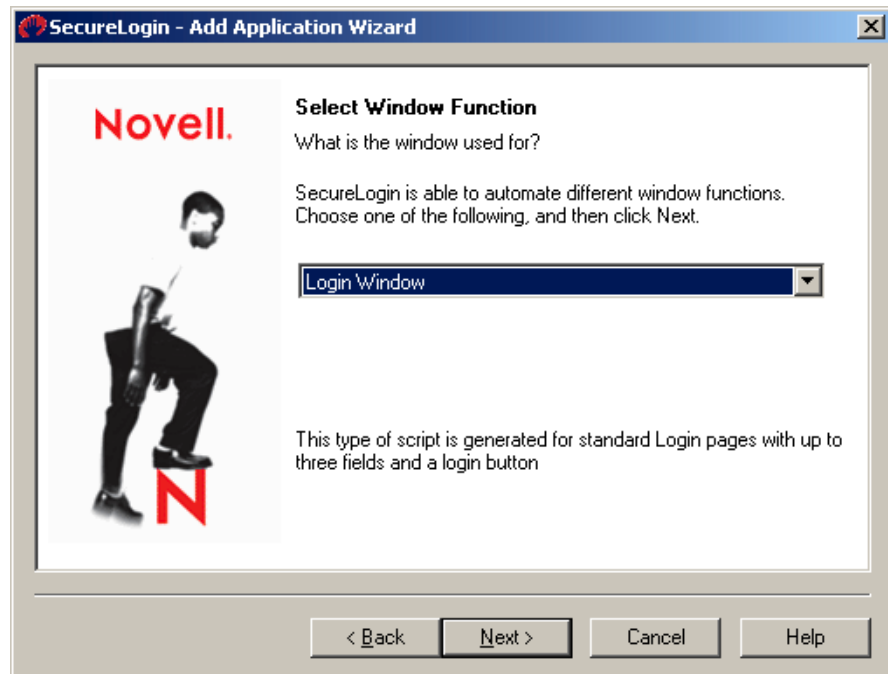 SecureLogin - Add Application Wizard
Novell.
Select Window Function
What is the window used for?
SecureLogin is able to automate different window functions.
Choose one of the following, and then click Next.
Login Window
This type of script is generated for standard Login pages with up to
three fields and a login button
N
< Back
Next >
Cancel
Help